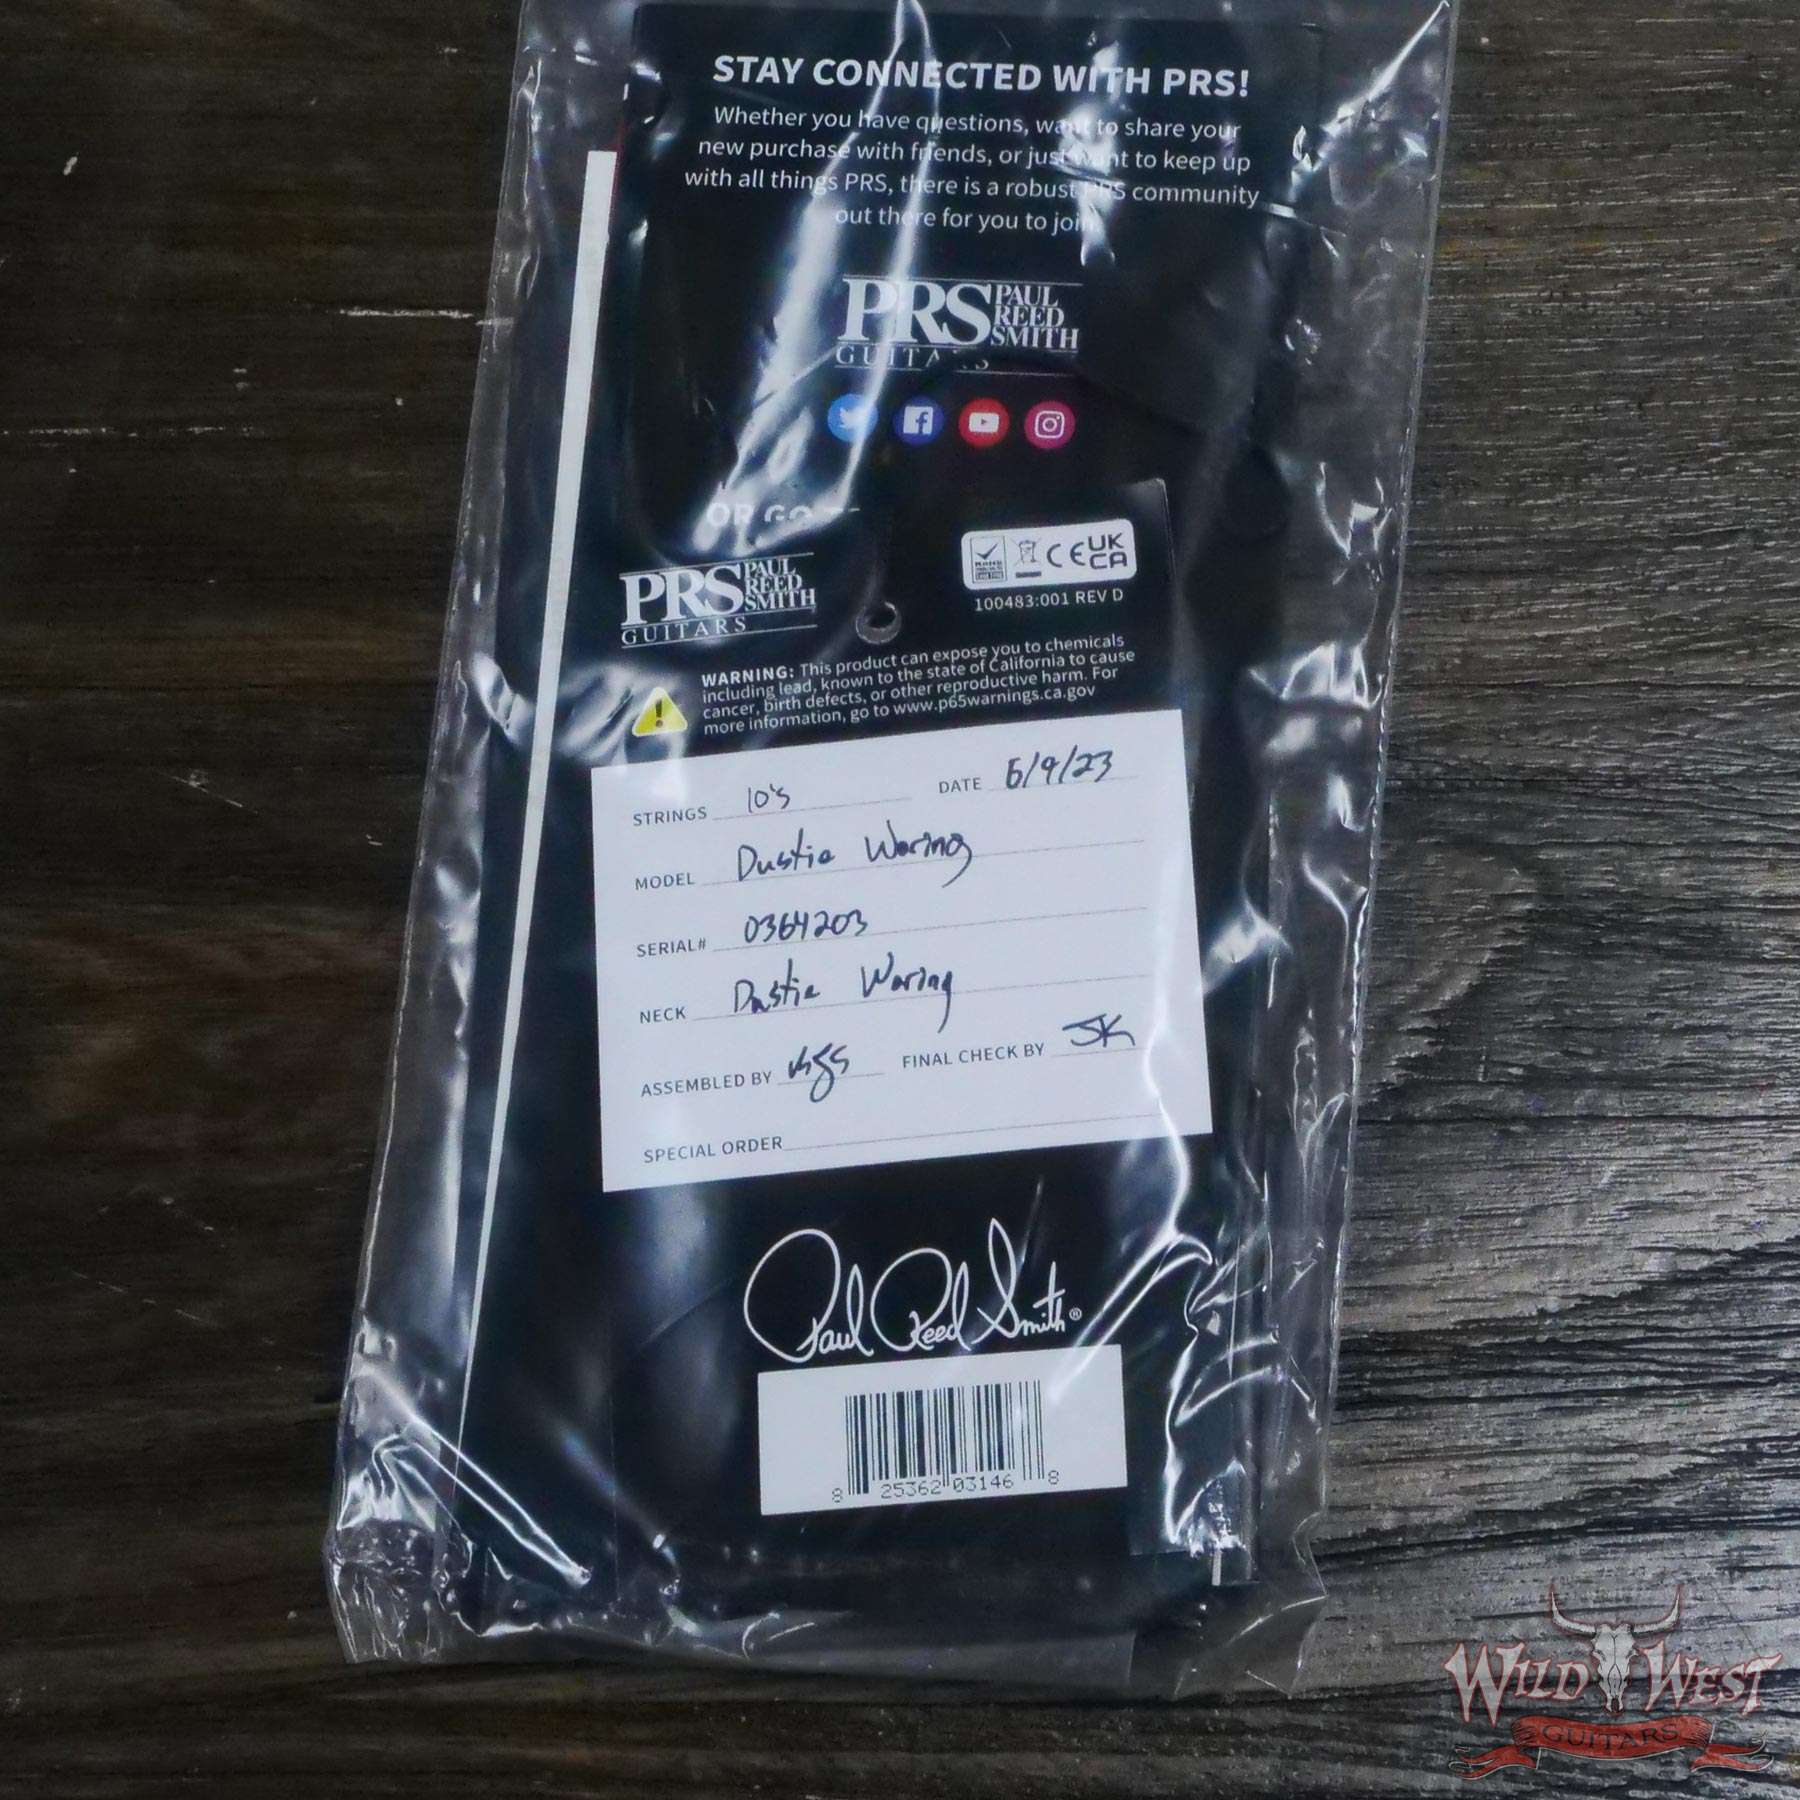 STAY CONNECTED WITH PRS!
Whether you have questions, want to share your
new purchase with friends, or just want to keep up
with all things PRS, there is a robust PRS community
out there for you to join
PRS PAUL REED SMITH
GUITARS
OR GO
PRS PAUL REED SMITH
GUITARS
CE UK CA
100483:001 REV D
WARNING: This product can expose you to chemicals
including lead, known to the state of California to cause
cancer, birth defects, or other reproductive harm. For
more information, go to www.p65warnings.ca.gov
STRINGS 10's DATE 5/9/23
MODEL Dustie Waring
SERIAL# 0364203
NECK Dustie Waring
ASSEMBLED BY FINAL CHECK BY JK
SPECIAL ORDER
Paul Reed Smith®
8 25362 03146 8
WILD WEST
GUITARS